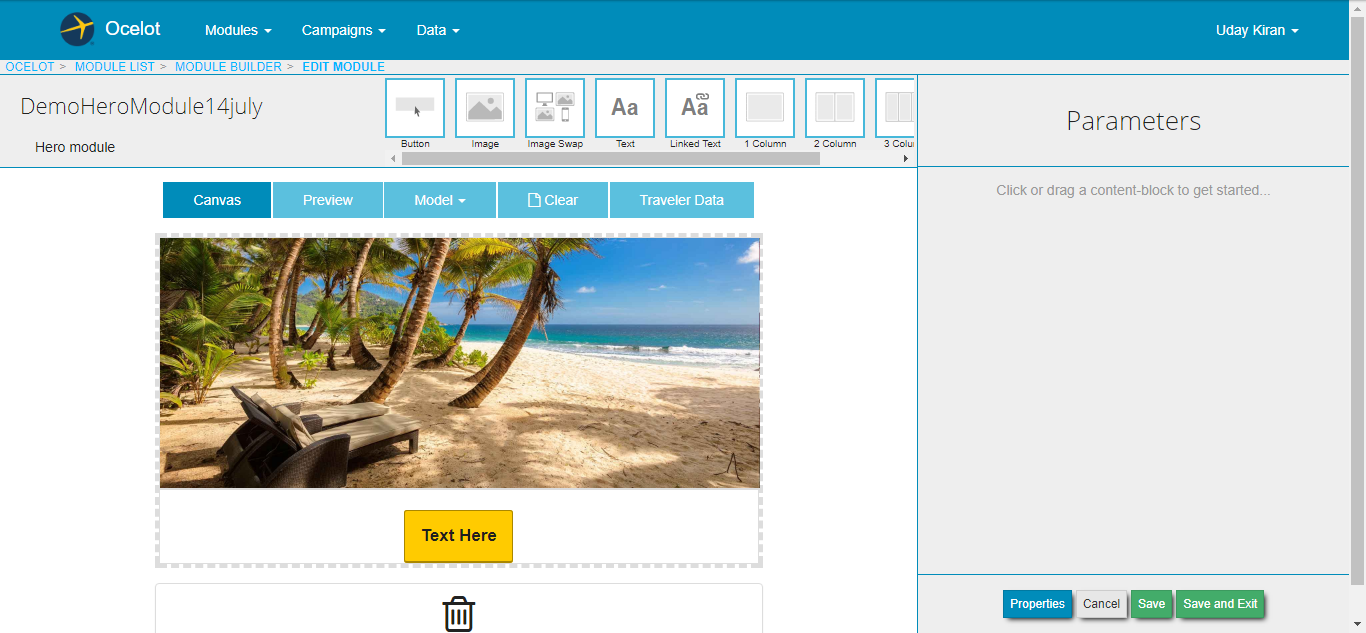 Ocelot Modules Campaigns Data Uday Kiran
OCELOT > MODULE LIST > MODULE BUILDER > EDIT MODULE
DemoHeroModule14july
Hero module
Aa Aa
Button Image Image Swap Text Linked Text 1 Column 2 Column 3 Colu
Parameters
Click or drag a content-block to get started...
Canvas Preview Model Clear Traveler Data
Text Here
Properties Cancel Save Save and Exit